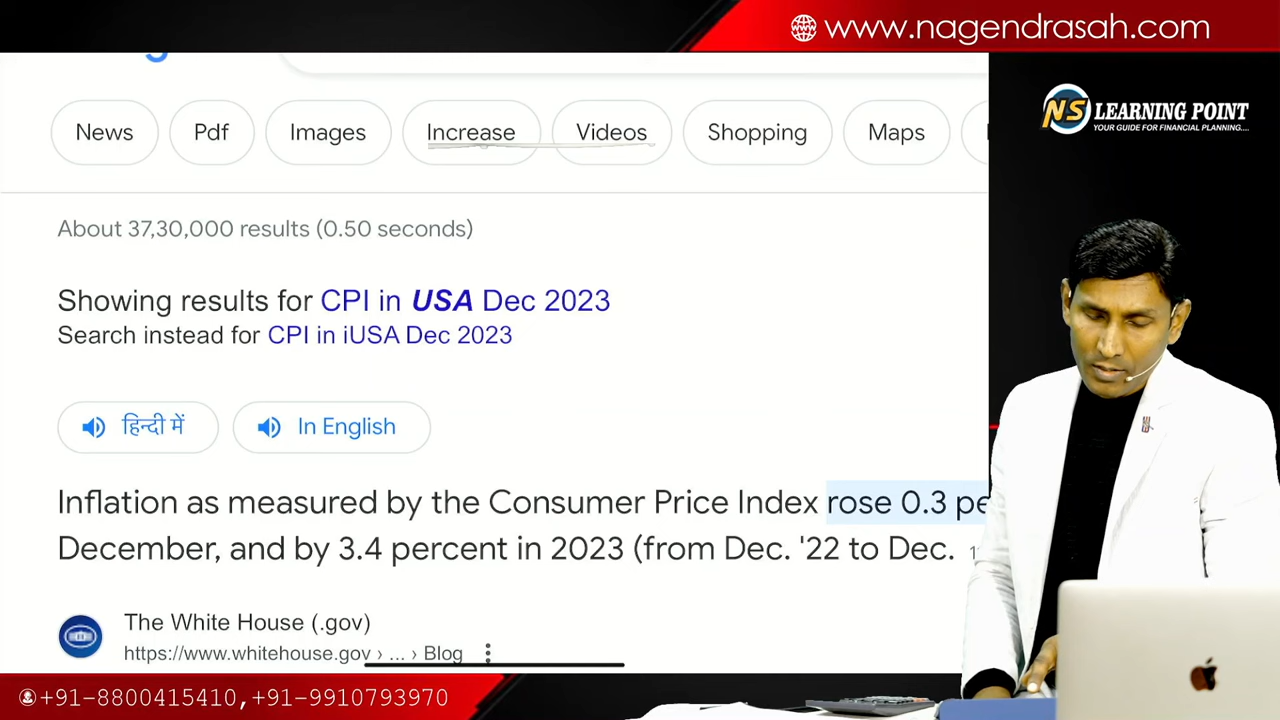 www.nagendrasah.com
NS LEARNING POINT
YOUR GUIDE FOR FINANCIAL PLANNING....
News Pdf Images Increase Videos Shopping Maps
About 37,30,000 results (0.50 seconds)
Showing results for CPI in USA Dec 2023
Search instead for CPI in iUSA Dec 2023
हिन्दी में In English
Inflation as measured by the Consumer Price Index rose 0.3 pe
December, and by 3.4 percent in 2023 (from Dec. '22 to Dec.
The White House (.gov)
https://www.whitehouse.gov › ... › Blog
+91-8800415410,+91-9910793970